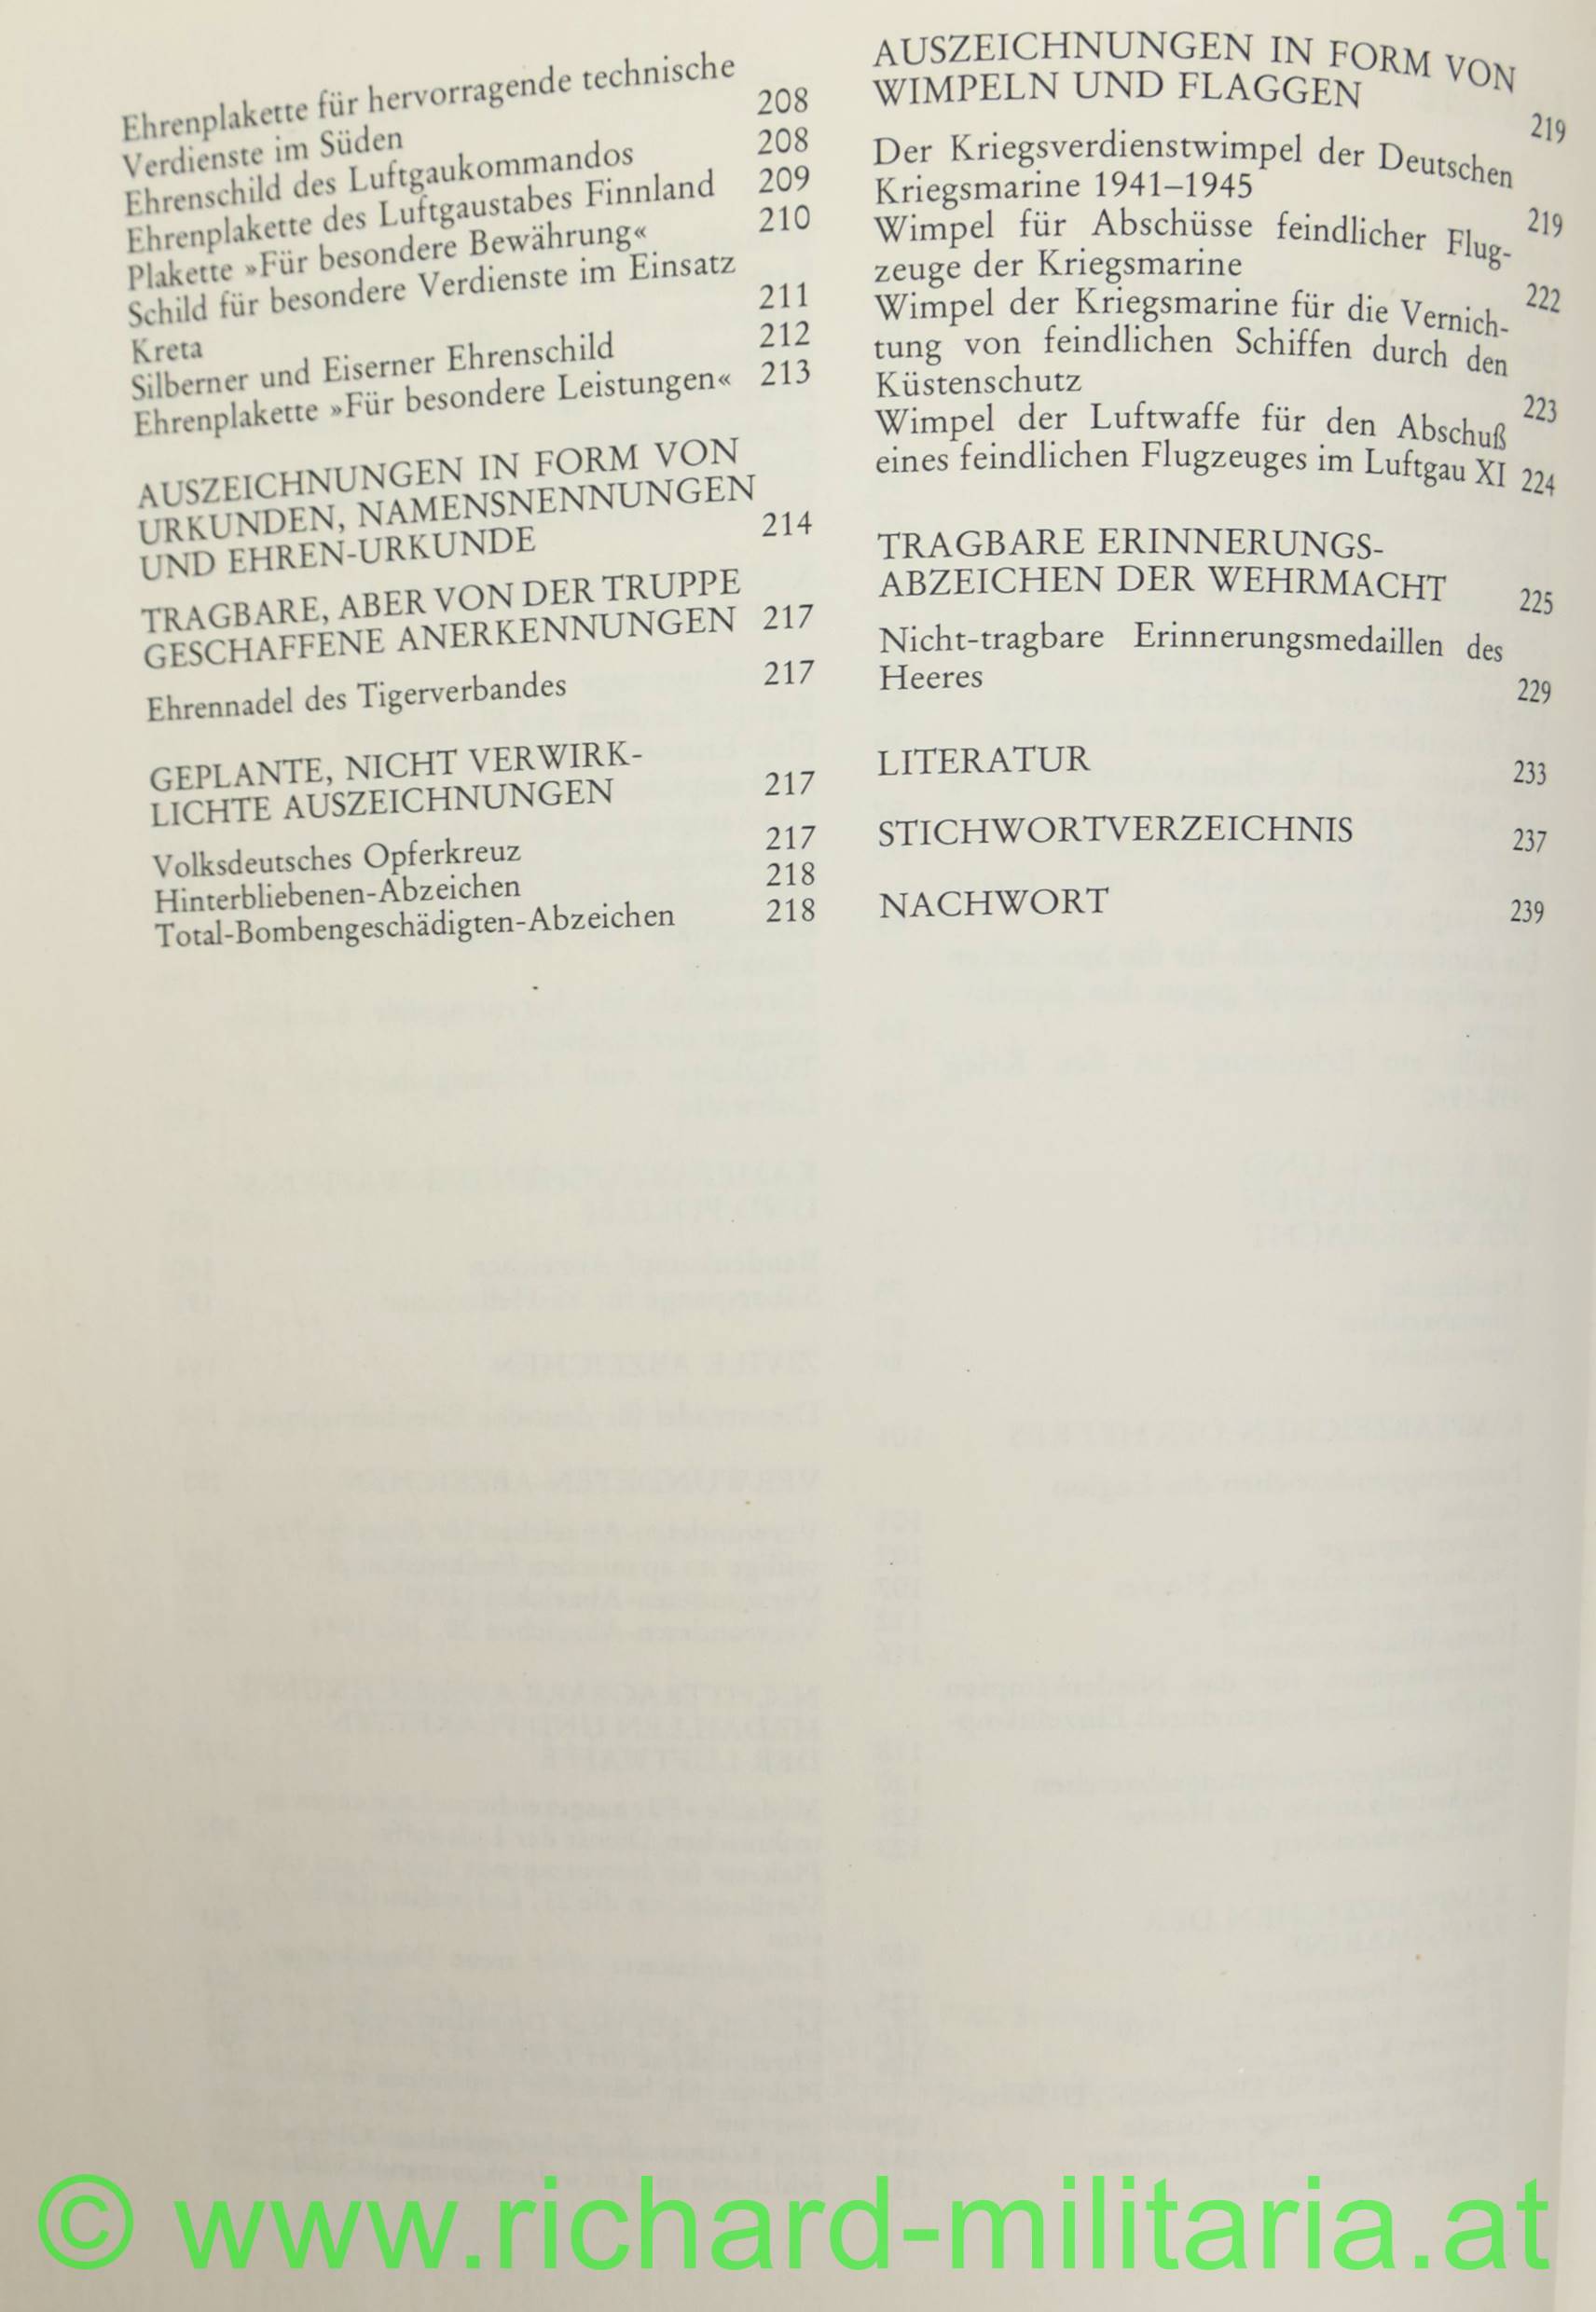 Ehrenplakette für hervorragende technische
Verdienste im Süden 208
Ehrenschild des Luftgaukommandos 208
Ehrenplakette des Luftgaustabes Finnland 209
Plakette »Für besondere Bewährung« 210
Schild für besondere Verdienste im Einsatz
Kreta 211
Silberner und Eiserner Ehrenschild 212
Ehrenplakette »Für besondere Leistungen« 213
AUSZEICHNUNGEN IN FORM VON
URKUNDEN, NAMENSNENNUNGEN
UND EHREN-URKUNDE 214
TRAGBARE, ABER VON DER TRUPPE
GESCHAFFENE ANERKENNUNGEN 217
Ehrennadel des Tigerverbandes 217
GEPLANTE, NICHT VERWIRK-
LICHTE AUSZEICHNUNGEN 217
Volksdeutsches Opferkreuz 217
Hinterbliebenen-Abzeichen 218
Total-Bombengeschädigten-Abzeichen 218
AUSZEICHNUNGEN IN FORM VON
WIMPELN UND FLAGGEN 219
Der Kriegsverdienstwimpel der Deutschen
Kriegsmarine 1941–1945 219
Wimpel für Abschüsse feindlicher Flug-
zeuge der Kriegsmarine 222
Wimpel der Kriegsmarine für die Vernich-
tung von feindlichen Schiffen durch den
Küstenschutz 223
Wimpel der Luftwaffe für den Abschuß
eines feindlichen Flugzeuges im Luftgau XI 224
TRAGBARE ERINNERUNGS-
ABZEICHEN DER WEHRMACHT 225
Nicht-tragbare Erinnerungsmedaillen des
Heeres 229
LITERATUR 233
STICHWORTVERZEICHNIS 237
NACHWORT 239
© www.richard-militaria.at